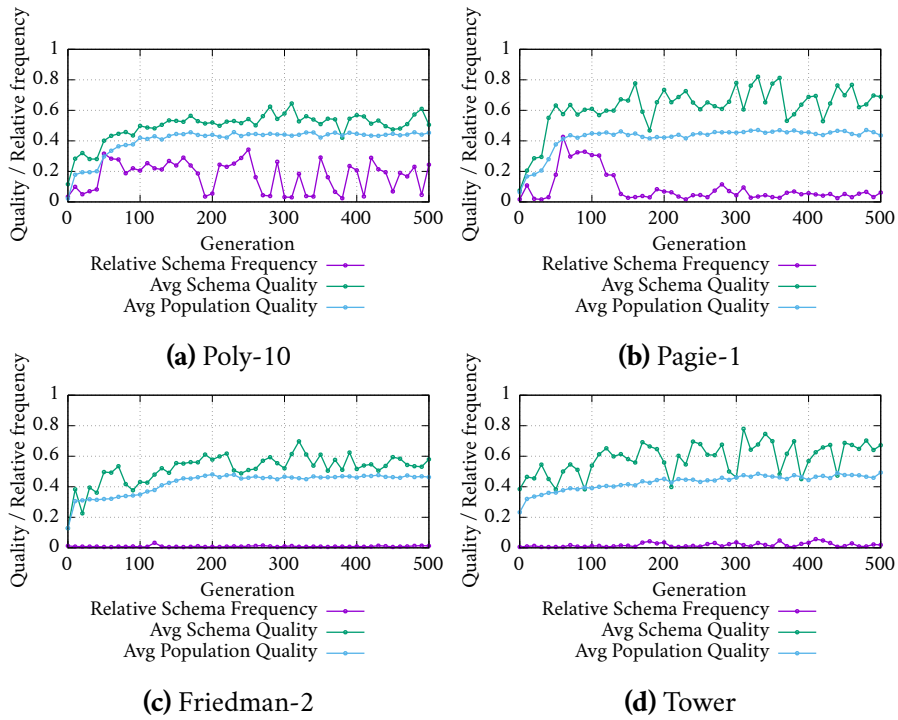 Quality / Relative frequency
1
0.8
0.6
0.4
0.2
0
0 100 200 300 400 500
Generation
Relative Schema Frequency
Avg Schema Quality
Avg Population Quality
(a) Poly-10
Quality / Relative frequency
1
0.8
0.6
0.4
0.2
0
0 100 200 300 400 500
Generation
Relative Schema Frequency
Avg Schema Quality
Avg Population Quality
(b) Pagie-1
Quality / Relative frequency
1
0.8
0.6
0.4
0.2
0
0 100 200 300 400 500
Generation
Relative Schema Frequency
Avg Schema Quality
Avg Population Quality
(c) Friedman-2
Quality / Relative frequency
1
0.8
0.6
0.4
0.2
0
0 100 200 300 400 500
Generation
Relative Schema Frequency
Avg Schema Quality
Avg Population Quality
(d) Tower